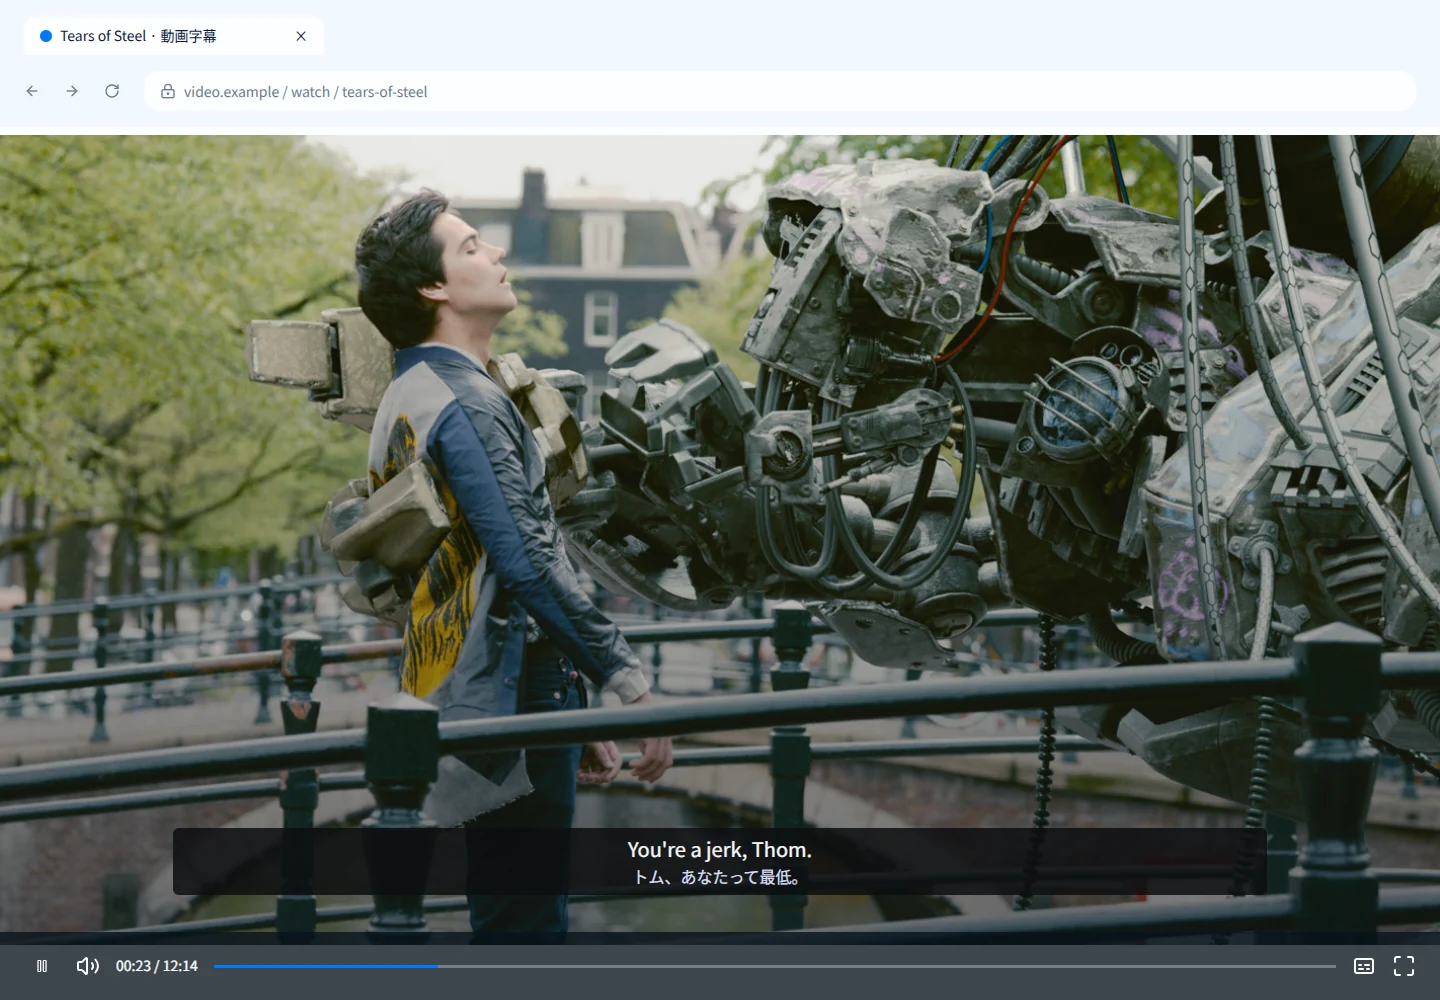 Tears of Steel · 動画字幕
video.example / watch / tears-of-steel
You're a jerk, Thom.
トム、あなたって最低。
00:23 / 12:14